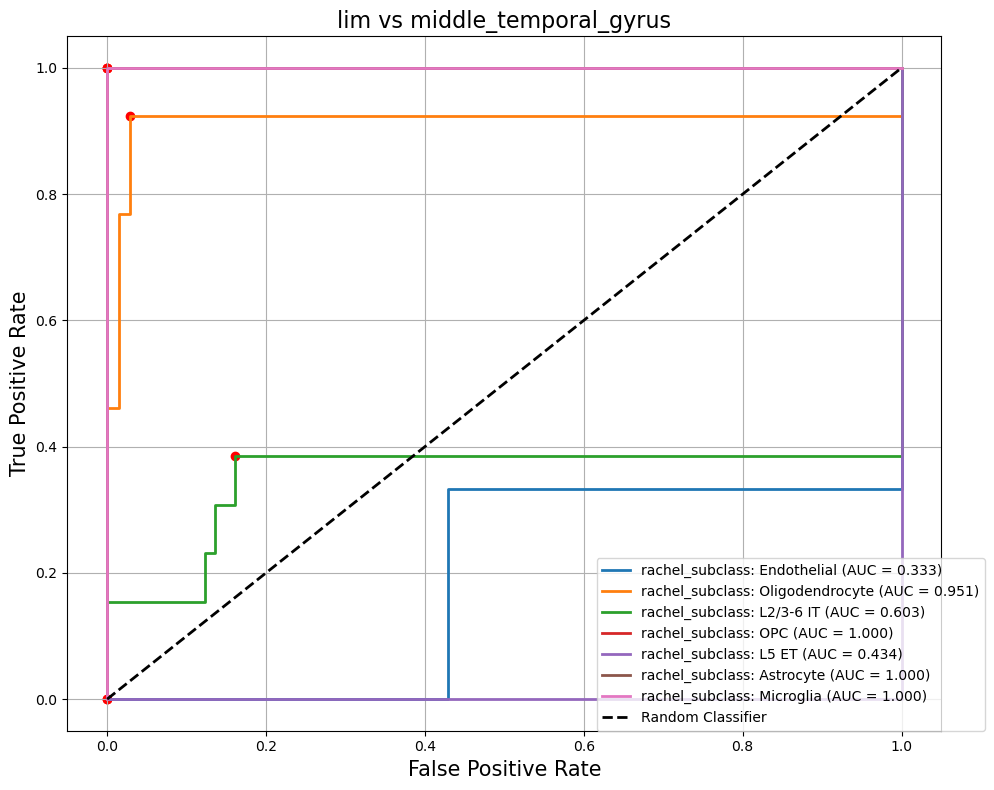 lim vs middle_temporal_gyrus
True Positive Rate
1.0
0.8
0.6
0.4
0.2
0.0
rachel_subclass: Endothelial (AUC = 0.333)
rachel_subclass: Oligodendrocyte (AUC = 0.951)
rachel_subclass: L2/3-6 IT (AUC = 0.603)
rachel_subclass: OPC (AUC = 1.000)
rachel_subclass: L5 ET (AUC = 0.434)
rachel_subclass: Astrocyte (AUC = 1.000)
rachel_subclass: Microglia (AUC = 1.000)
Random Classifier
0.0 0.2 0.4 0.6 0.8 1.0
False Positive Rate